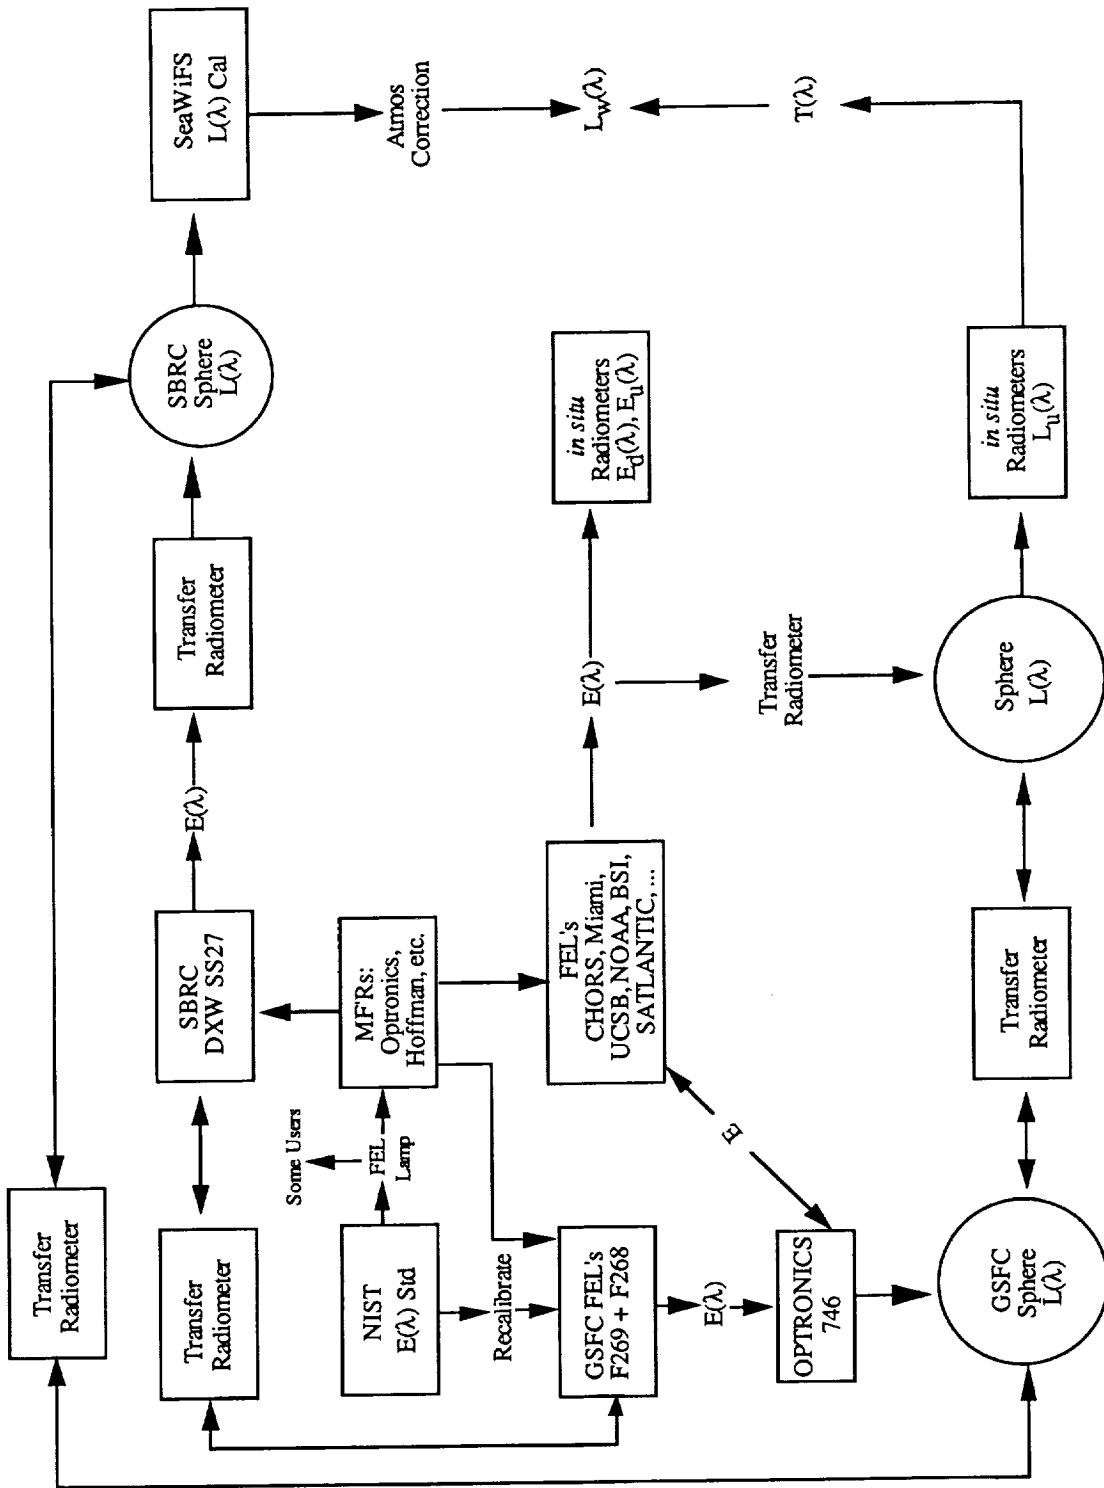 Transfer
Radiometer
Transfer
Radiometer
SBRC
DXW SS27
E(λ)
Transfer
Radiometer
SBRC
Sphere
L(λ)
SeaWiFS
L(λ) Cal
Atmos
Correction
L_w(λ)
T(λ)
NIST
E(λ) Std
Some Users
FEL
Lamp
MF'Rs:
Optronics,
Hoffman, etc.
Recalibrate
GSFC FEL's
F269 + F268
E(λ)
OPTRONICS
746
E
FEL's
CHORS, Miami,
UCSB, NOAA, BSI,
SATLANTIC, ...
E(λ)
in situ
Radiometers
E_d(λ), E_u(λ)
Transfer
Radiometer
GSFC
Sphere
L(λ)
Transfer
Radiometer
Sphere
L(λ)
in situ
Radiometers
L_u(λ)